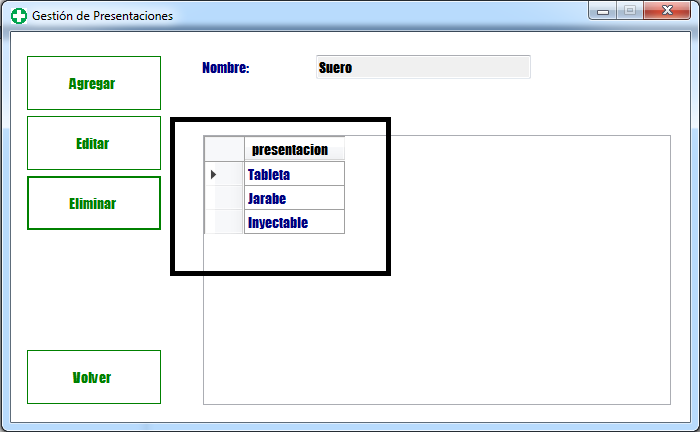 Gestión de Presentaciones
Agregar
Nombre:
Suero
Editar
Eliminar
presentacion
Tableta
Jarabe
Inyectable
Volver